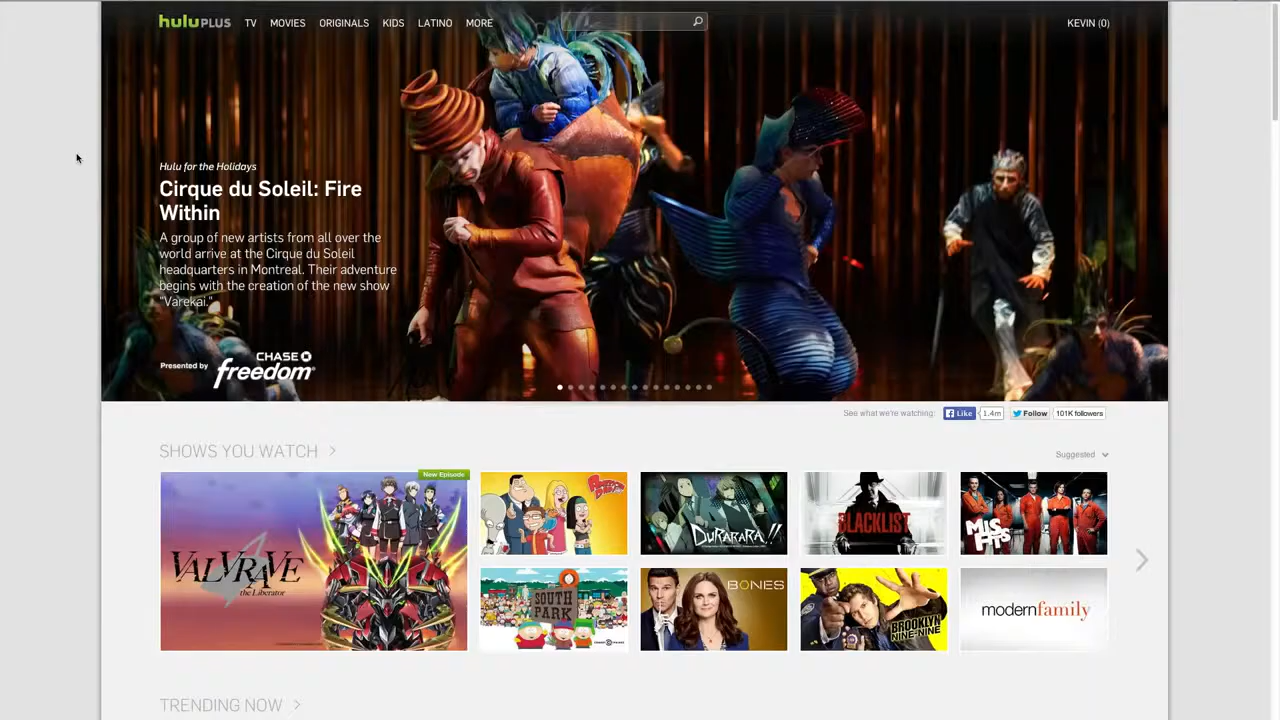 huluPLUS TV MOVIES ORIGINALS KIDS LATINO MORE KEVIN (0)
Hulu for the Holidays
Cirque du Soleil: Fire
Within
A group of new artists from all over the
world arrive at the Cirque du Soleil
headquarters in Montreal. Their adventure
begins with the creation of the new show
"Varekai."
Presented by CHASE freedom
See what we're watching: Like 1.4m Follow 101K followers
SHOWS YOU WATCH
Suggested
New Episode
VALVRAVE
the Liberator
AMERICAN DAD!
DURARARA!!
BLACKLIST
MISFITS
SOUTH
PARK
BONES
BROOKLYN
NINE-NINE
modernfamily
TRENDING NOW